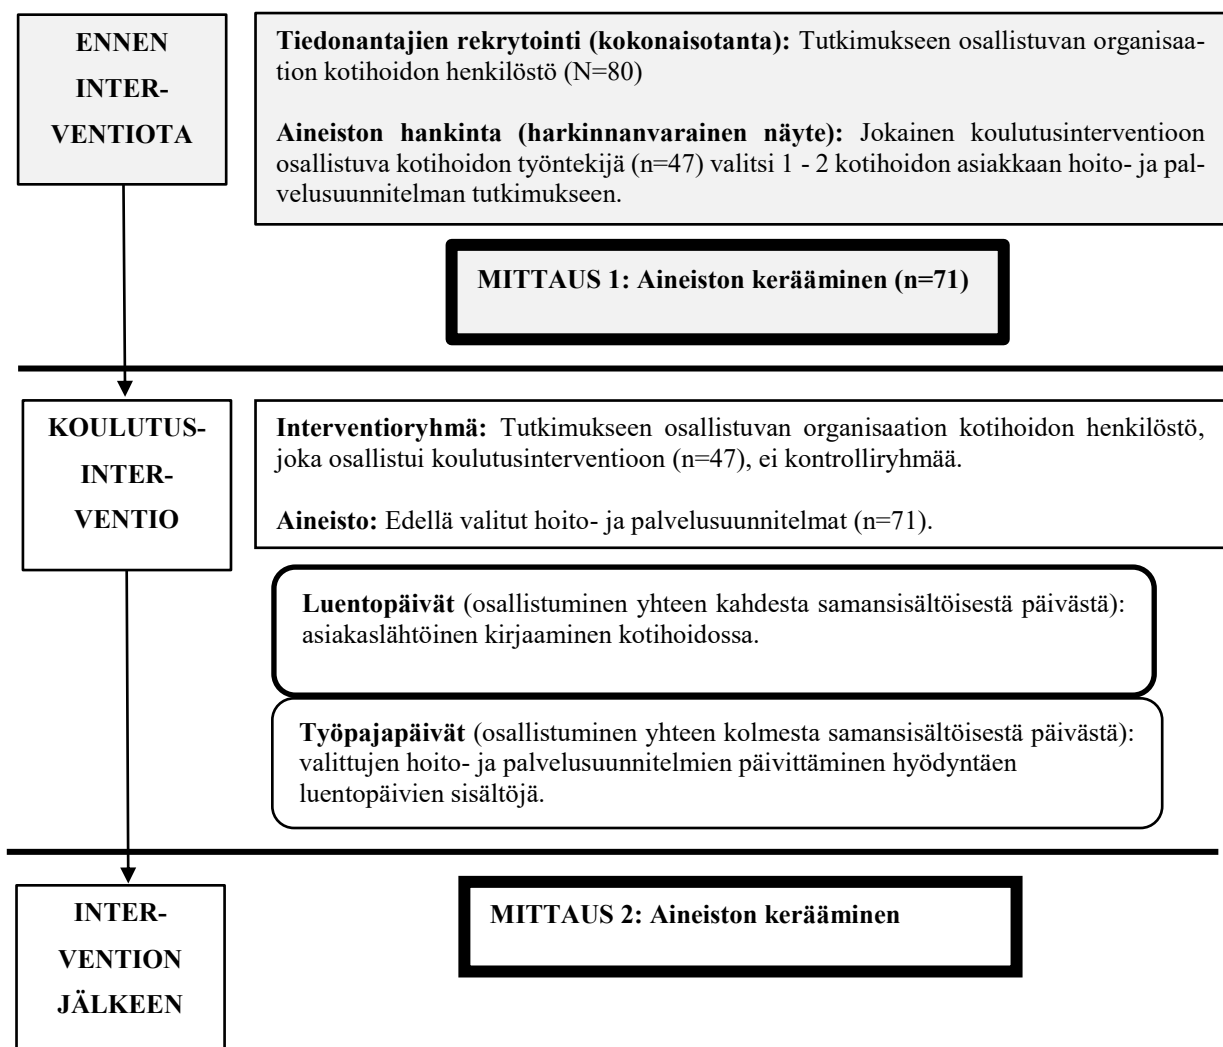 ENNEN
INTER-
VENTIOTA
Tiedonantajien rekrytointi (kokonaisotanta): Tutkimukseen osallistuvan organisaa-
tion kotihoidon henkilöstö (N=80)
Aineiston hankinta (harkinnanvarainen näyte): Jokainen koulutusinterventioon
osallistuva kotihoidon työntekijä (n=47) valitsi 1 - 2 kotihoidon asiakkaan hoito- ja pal-
velusuunnitelman tutkimukseen.
MITTAUS 1: Aineiston kerääminen (n=71)
KOULUTUS-
INTER-
VENTIO
Interventioryhmä: Tutkimukseen osallistuvan organisaation kotihoidon henkilöstö,
joka osallistui koulutusinterventioon (n=47), ei kontrolliryhmää.
Aineisto: Edellä valitut hoito- ja palvelusuunnitelmat (n=71).
Luentopäivät (osallistuminen yhteen kahdesta samansisältöisestä päivästä):
asiakaslähtöinen kirjaaminen kotihoidossa.
Työpajapäivät (osallistuminen yhteen kolmesta samansisältöisestä päivästä):
valittujen hoito- ja palvelusuunnitelmien päivittäminen hyödyntäen
luentopäivien sisältöjä.
INTER-
VENTION
JÄLKEEN
MITTAUS 2: Aineiston kerääminen